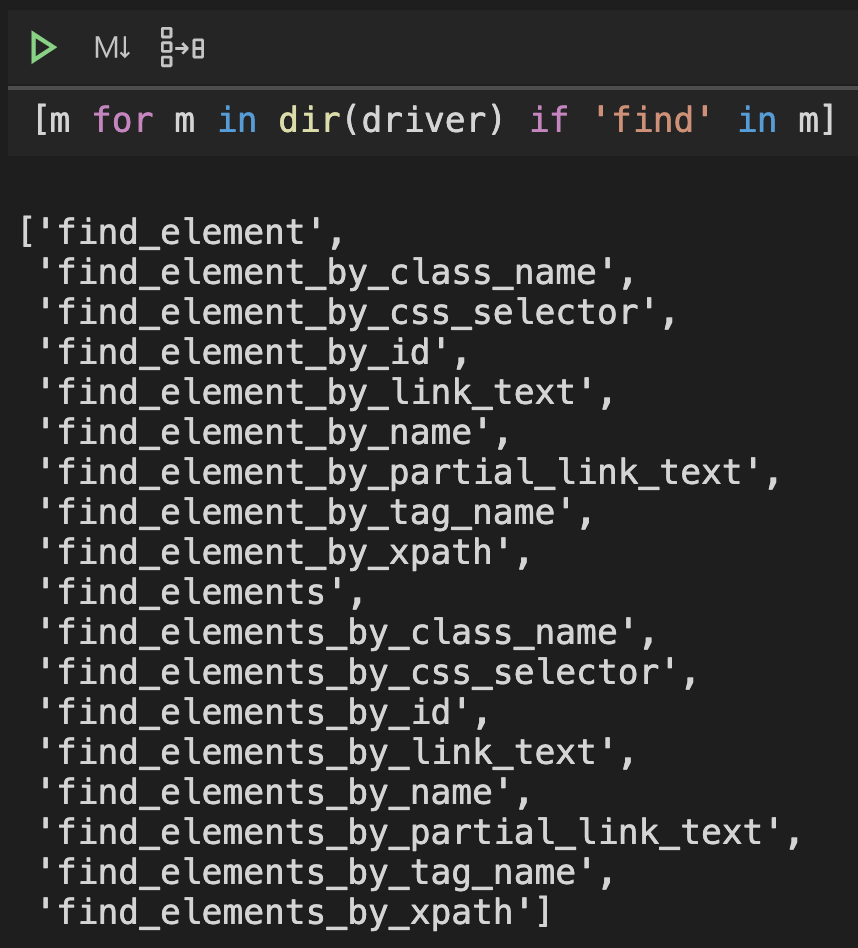 M↓
[m for m in dir(driver) if 'find' in m]
['find_element',
 'find_element_by_class_name',
 'find_element_by_css_selector',
 'find_element_by_id',
 'find_element_by_link_text',
 'find_element_by_name',
 'find_element_by_partial_link_text',
 'find_element_by_tag_name',
 'find_element_by_xpath',
 'find_elements',
 'find_elements_by_class_name',
 'find_elements_by_css_selector',
 'find_elements_by_id',
 'find_elements_by_link_text',
 'find_elements_by_name',
 'find_elements_by_partial_link_text',
 'find_elements_by_tag_name',
 'find_elements_by_xpath']